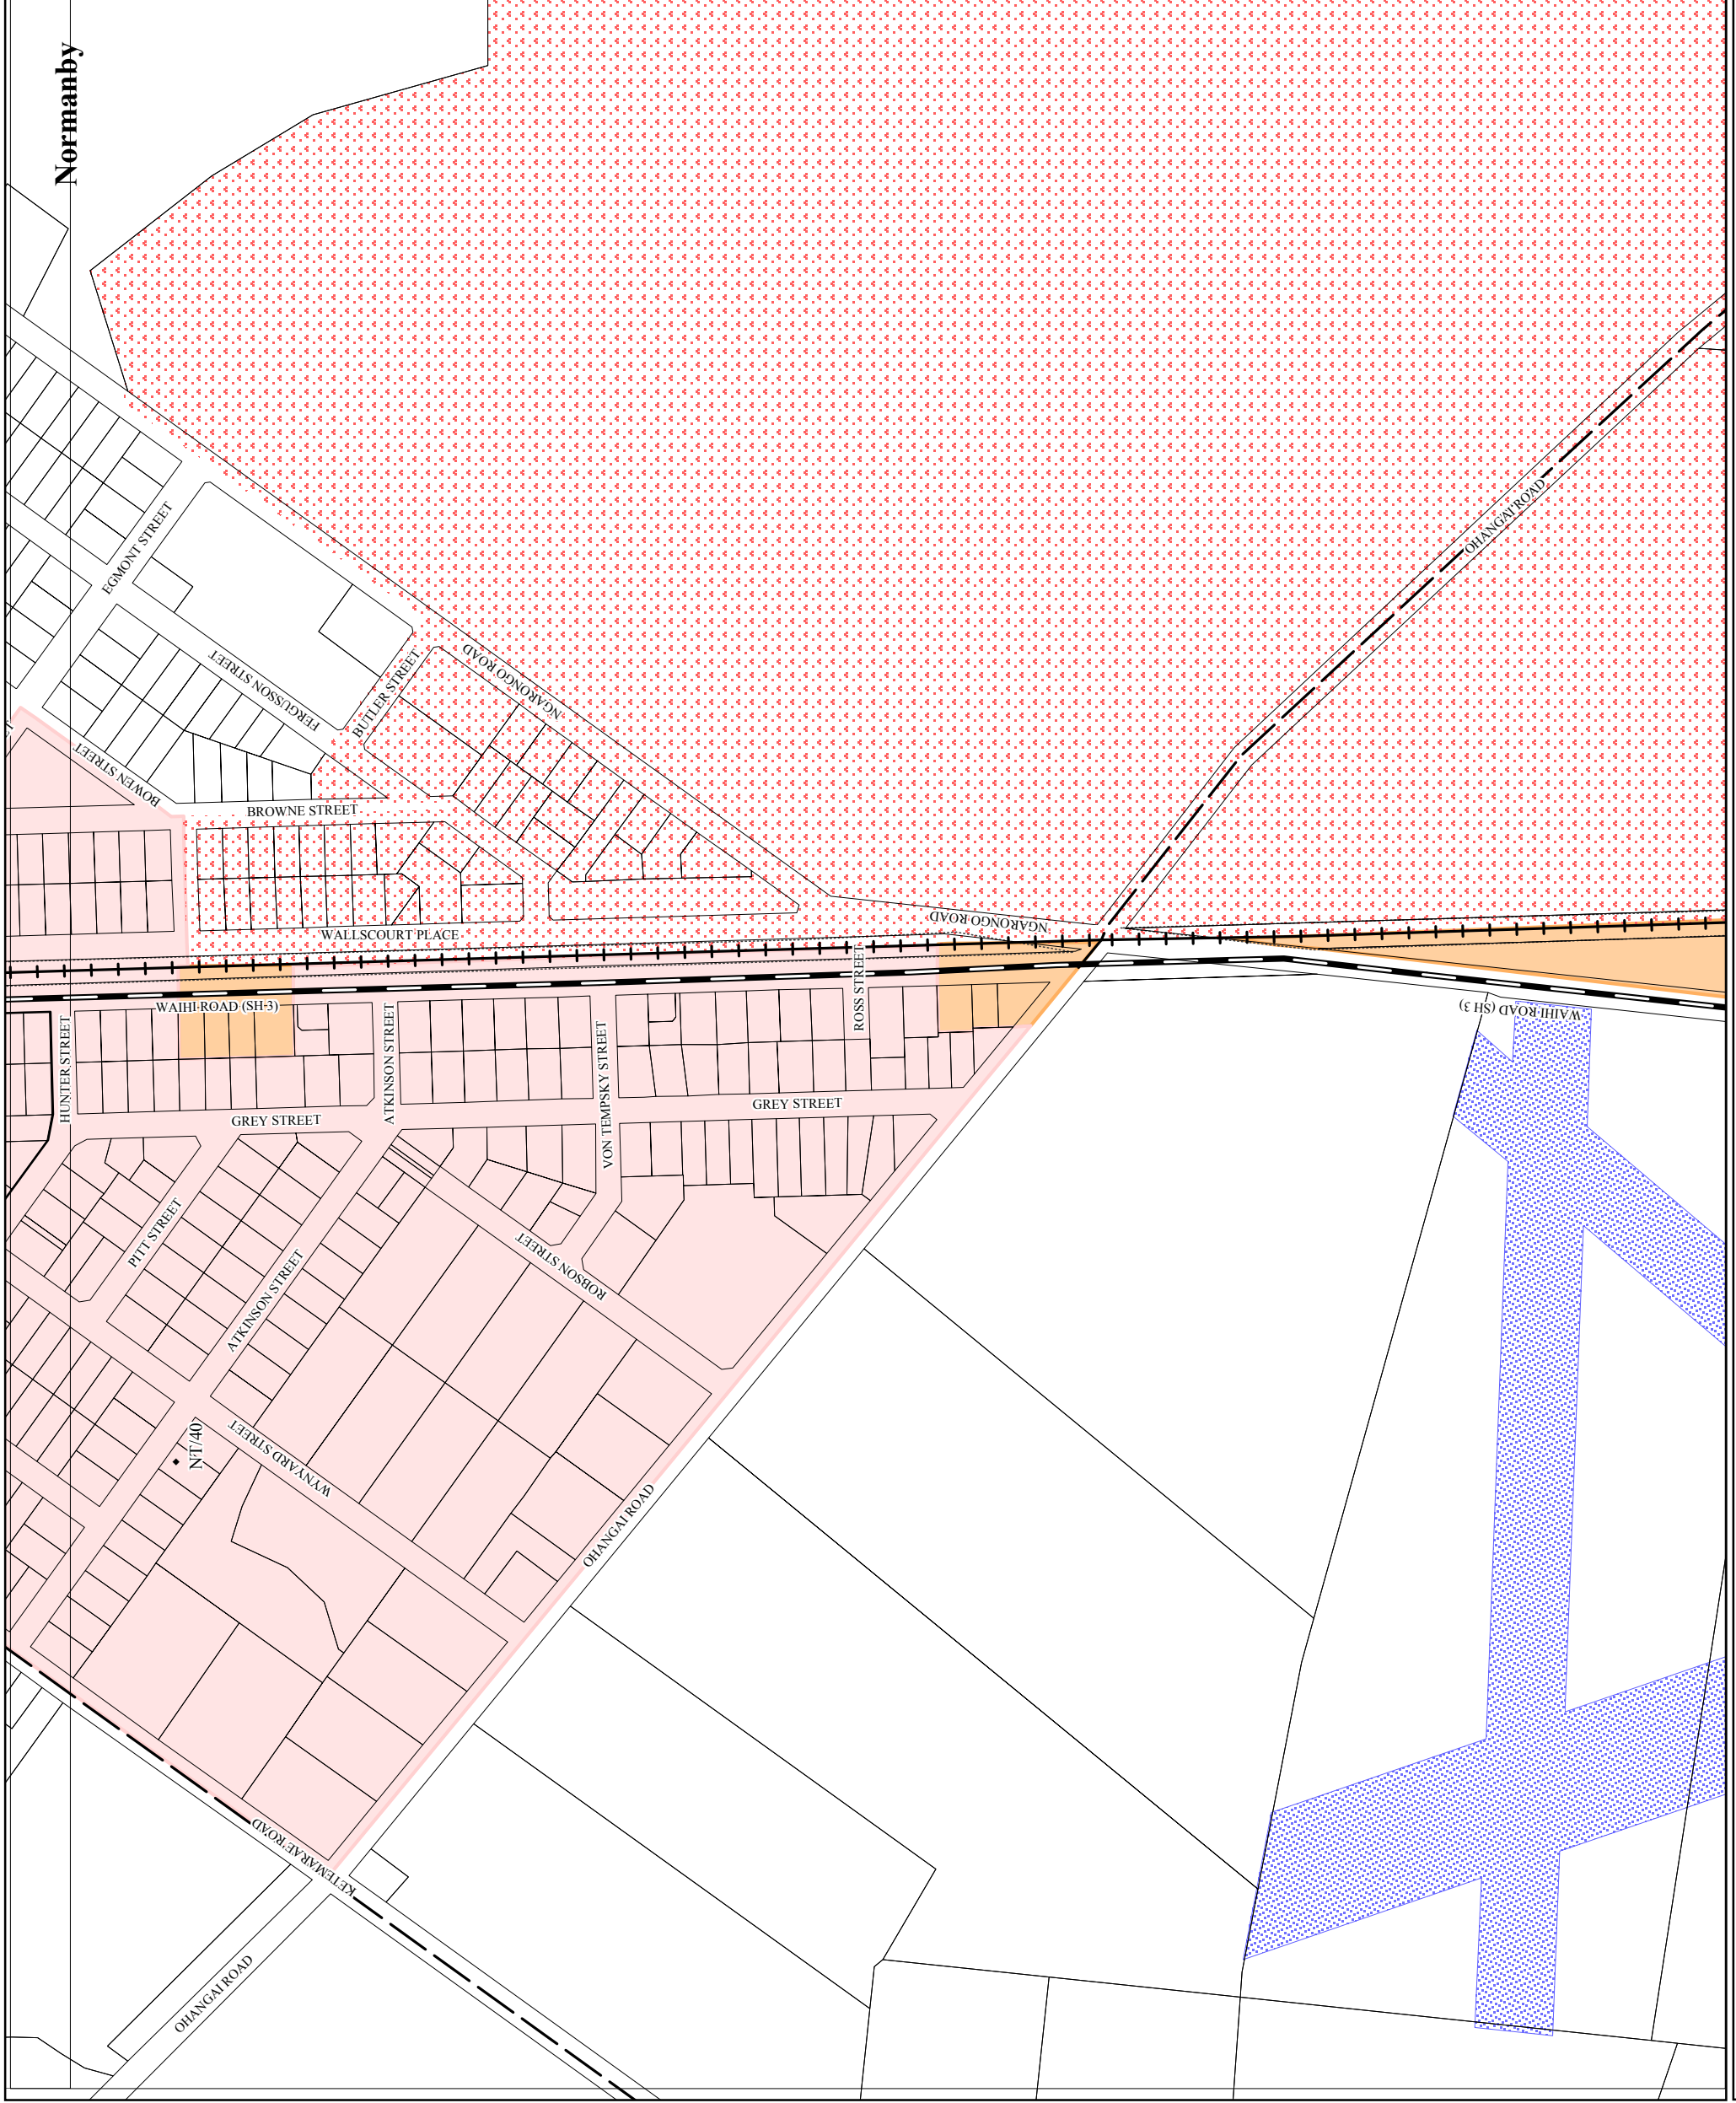 Normanby
OHANGAI ROAD
EGMONT STREET
FERGUSSON STREET
BUTLER STREET
NGARONGO ROAD
BOWEN STREET
BROWNE STREET
WALLSCOURT PLACE
NGARONGO ROAD
WAIHI ROAD (SH 3)
WAIHI ROAD (SH 3)
HUNTER STREET
ATKINSON STREET
VON TEMPSKY STREET
ROSS STREET
GREY STREET
GREY STREET
PITT STREET
ATKINSON STREET
ROBSON STREET
NT/40
WYNYARD STREET
OHANGAI ROAD
KETEMARAE ROAD
OHANGAI ROAD